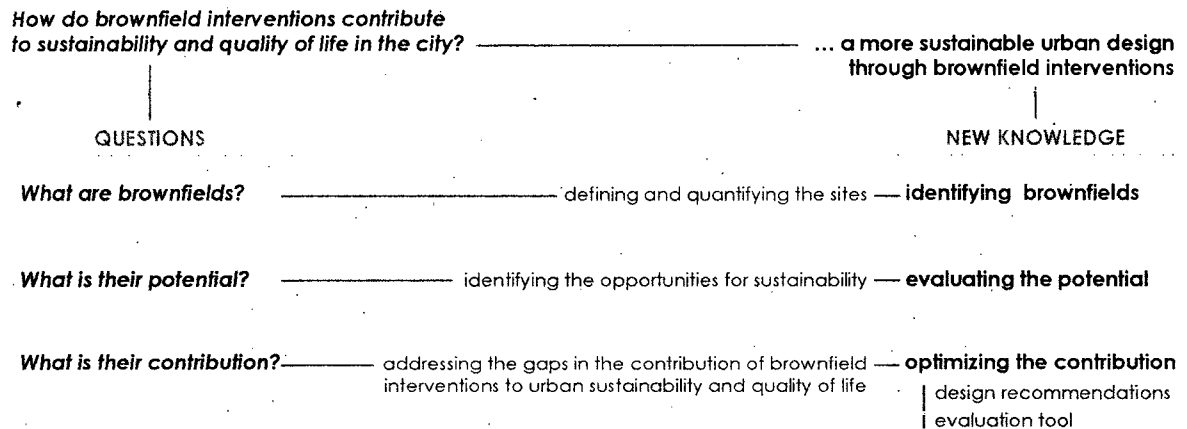 How do brownfield interventions contribute
to sustainability and quality of life in the city?
... a more sustainable urban design
through brownfield interventions
QUESTIONS
NEW KNOWLEDGE
What are brownfields?
defining and quantifying the sites
identifying brownfields
What is their potential?
identifying the opportunities for sustainability
evaluating the potential
What is their contribution?
addressing the gaps in the contribution of brownfield
interventions to urban sustainability and quality of life
optimizing the contribution
design recommendations
evaluation tool